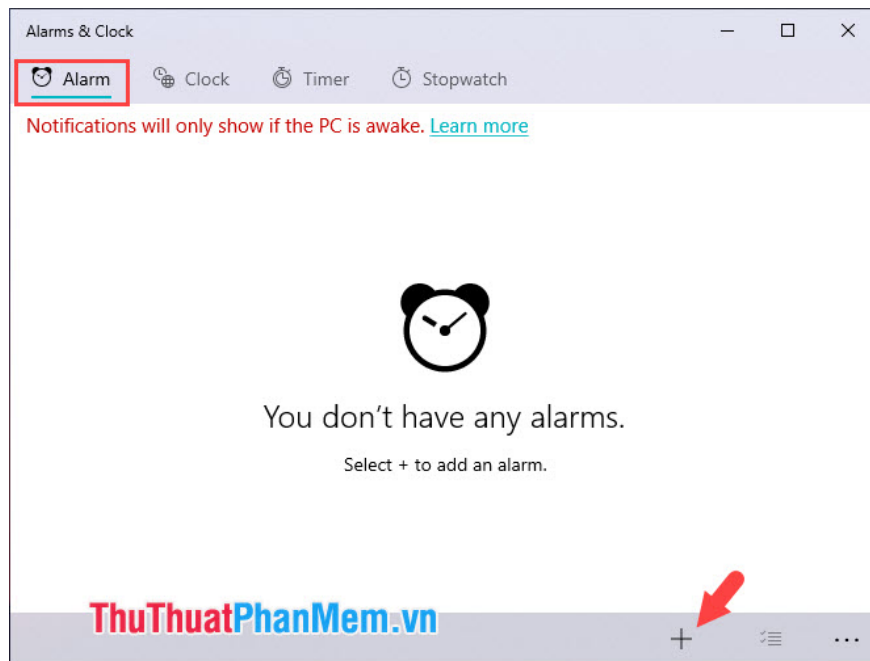 Alarms & Clock
Alarm Clock Timer Stopwatch
Notifications will only show if the PC is awake. Learn more
You don't have any alarms.
Select + to add an alarm.
ThuThuatPhanMem.vn